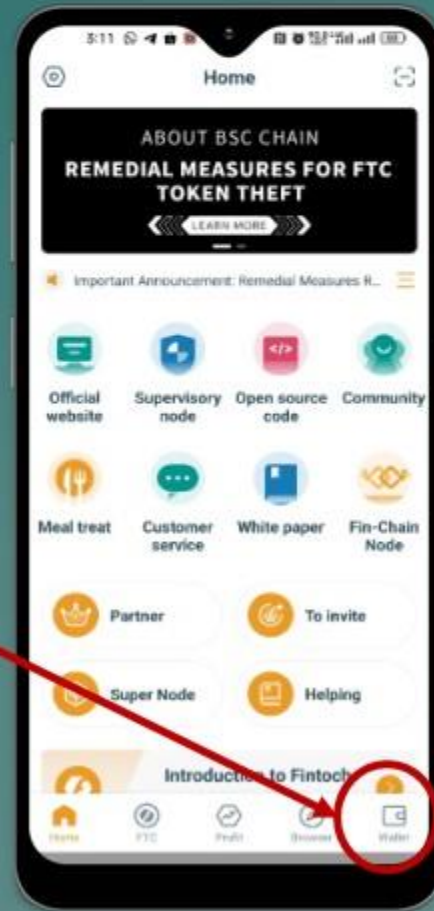 3:11
Home
ABOUT BSC CHAIN
REMEDIAL MEASURES FOR FTC
TOKEN THEFT
LEARN MORE
Important Announcement: Remedial Measures R...
Official
website
Supervisory
node
Open source
code
Community
Meal treat
Customer
service
White paper
Fin-Chain
Node
Partner
To invite
Super Node
Helping
Introduction to Fintoch
Home
FTC
Profit
Browser
Wallet